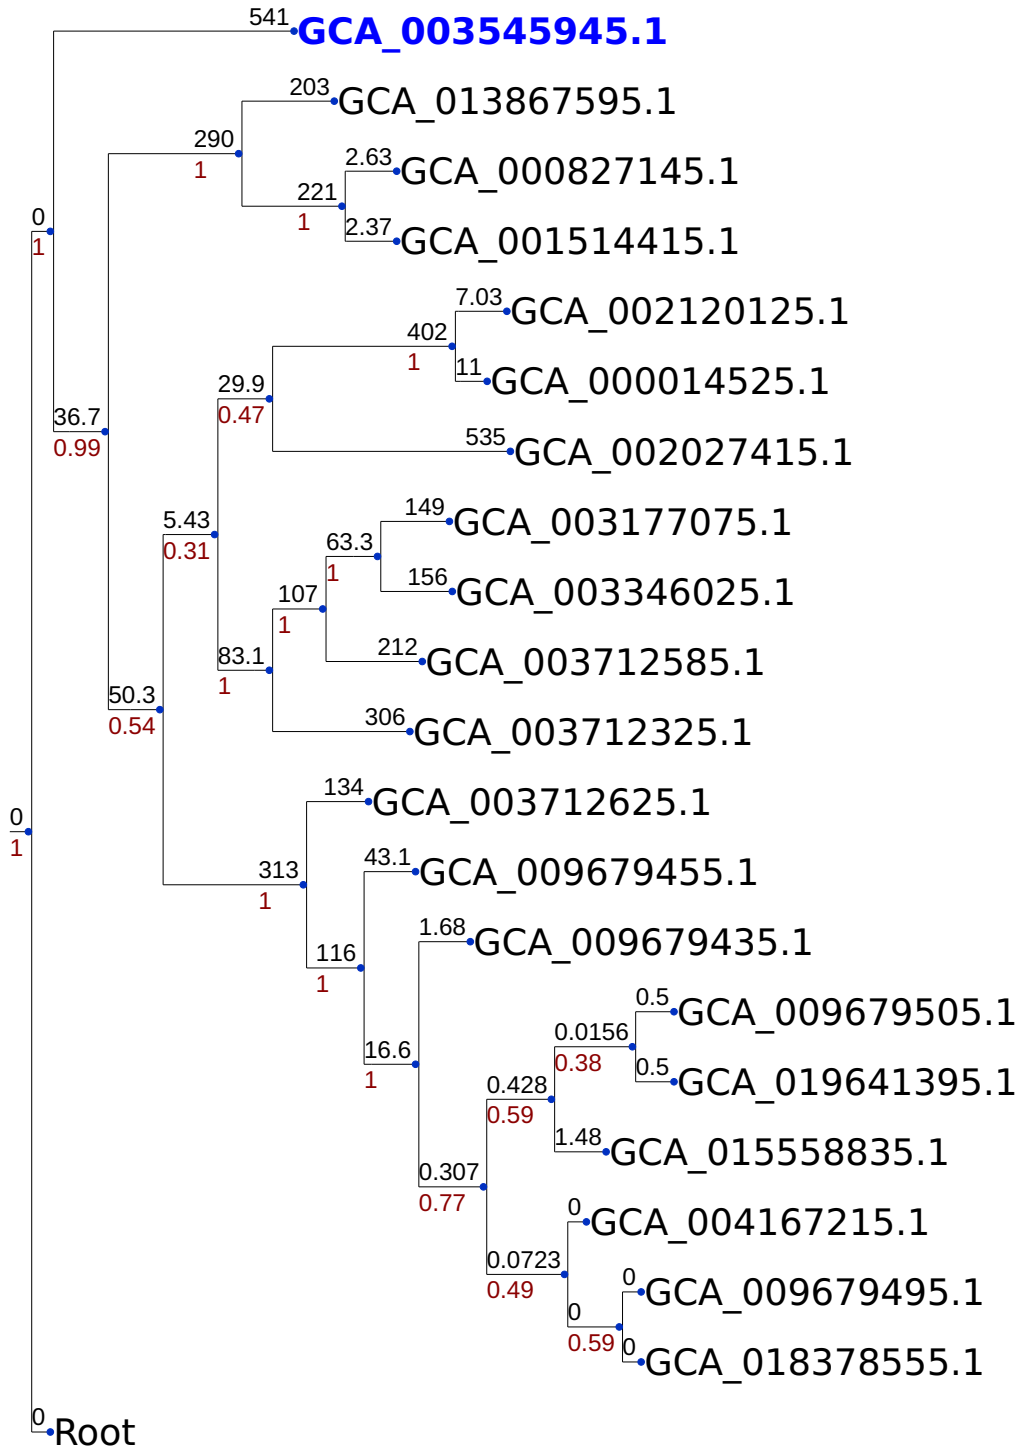 541
GCA_003545945.1
203
GCA_013867595.1
290
1
2.63
GCA_000827145.1
221
1
2.37
GCA_001514415.1
0
1
7.03
GCA_002120125.1
402
1
11
GCA_000014525.1
29.9
0.47
36.7
0.99
535
GCA_002027415.1
149
GCA_003177075.1
5.43
0.31
63.3
1
156
GCA_003346025.1
107
1
212
GCA_003712585.1
83.1
1
50.3
0.54
306
GCA_003712325.1
134
GCA_003712625.1
0
1
43.1
GCA_009679455.1
313
1
1.68
GCA_009679435.1
116
1
0.5
GCA_009679505.1
0.0156
0.38
16.6
1
0.5
GCA_019641395.1
0.428
0.59
1.48
GCA_015558835.1
0.307
0.77
0
GCA_004167215.1
0.0723
0.49
0
GCA_009679495.1
0
0.59
0
GCA_018378555.1
0
Root